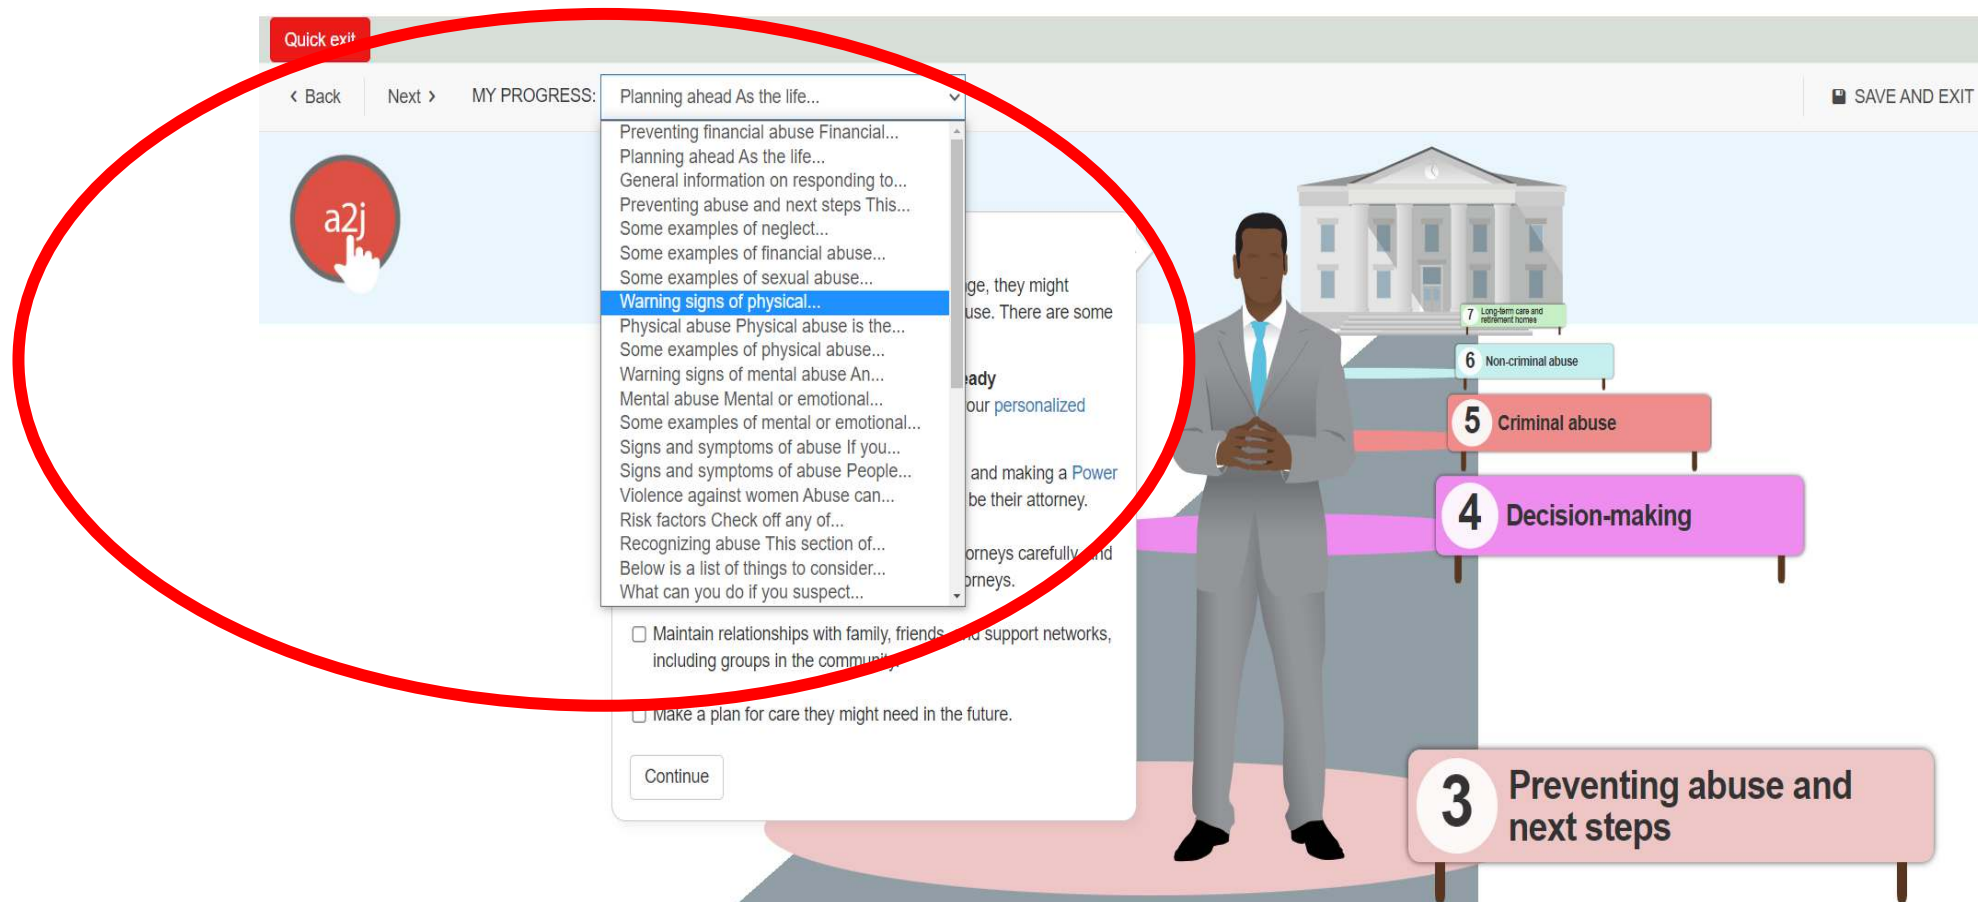 Quick exit
< Back
Next >
MY PROGRESS:
Planning ahead As the life...
SAVE AND EXIT
Preventing financial abuse Financial...
Planning ahead As the life...
General information on responding to...
Preventing abuse and next steps This...
Some examples of neglect...
Some examples of financial abuse...
Some examples of sexual abuse...
Warning signs of physical...
Physical abuse Physical abuse is the...
Some examples of physical abuse...
Warning signs of mental abuse An...
Mental abuse Mental or emotional...
Some examples of mental or emotional...
Signs and symptoms of abuse If you...
Signs and symptoms of abuse People...
Violence against women Abuse can...
Risk factors Check off any of...
Recognizing abuse This section of...
Below is a list of things to consider...
What can you do if you suspect...
a2j
they might
There are some
personalized
and making a Power
be their attorney.
carefully
Maintain relationships with family, friends, support networks,
including groups in the community.
Make a plan for care they might need in the future.
Continue
7 Long-term care and
retirement homes
6 Non-criminal abuse
5 Criminal abuse
4 Decision-making
3 Preventing abuse and
next steps